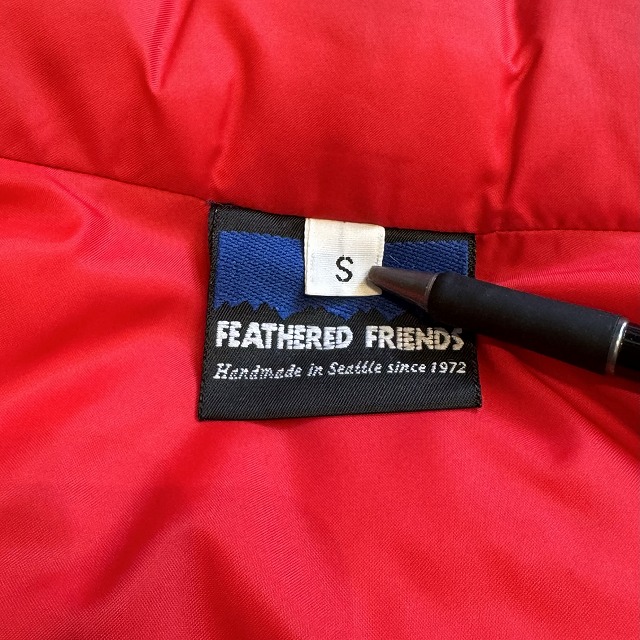 S
FEATHERED FRIENDS
Handmade in Seattle since 1972